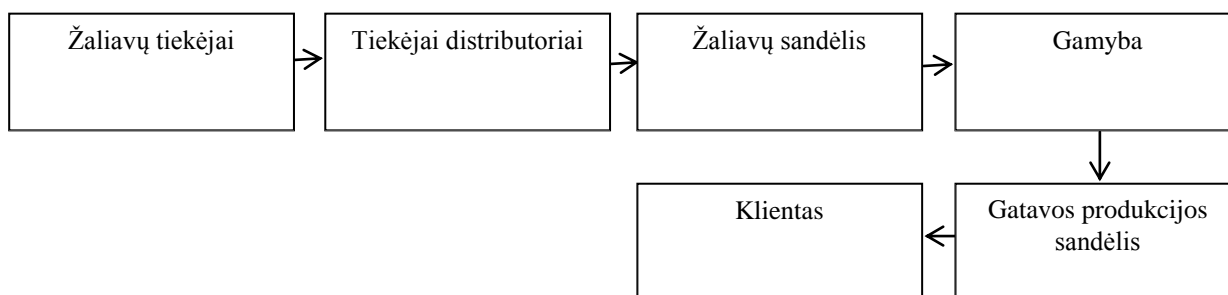 Žaliavų tiekėjai
Tiekėjai distributoriai
Žaliavų sandėlis
Gamyba
Gatavos produkcijos
sandėlis
Klientas